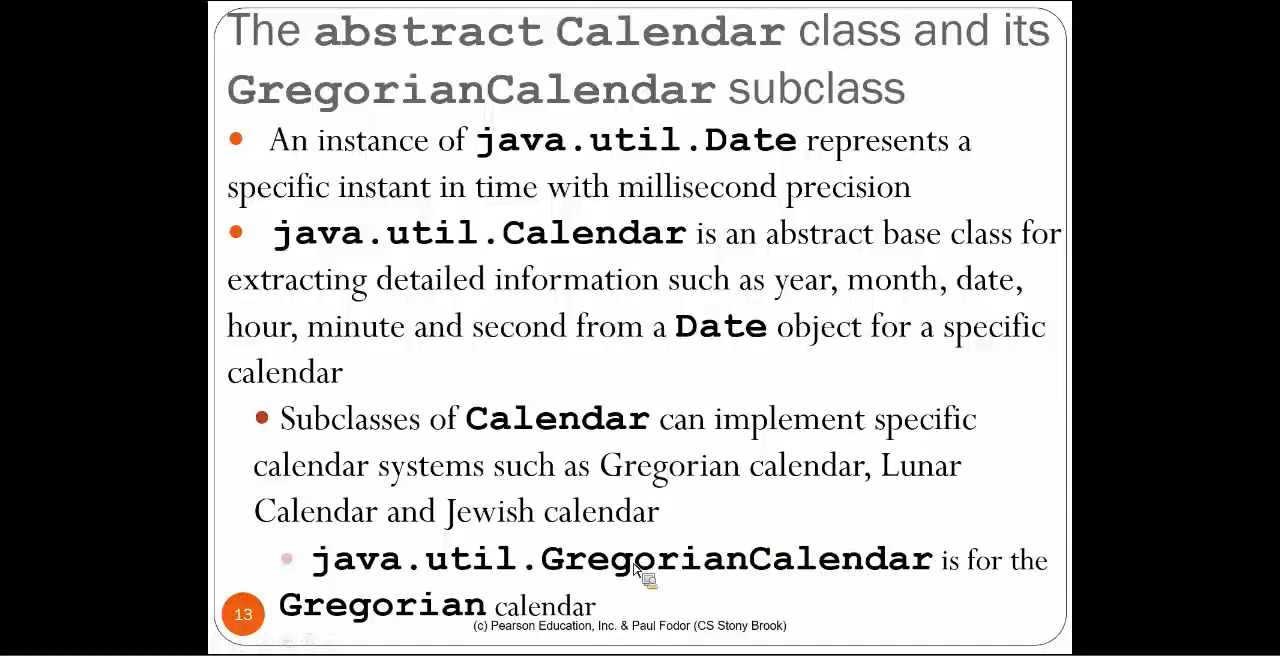 The abstract Calendar class and its
GregorianCalendar subclass
An instance of java.util.Date represents a
specific instant in time with millisecond precision
java.util.Calendar is an abstract base class for
extracting detailed information such as year, month, date,
hour, minute and second from a Date object for a specific
calendar
Subclasses of Calendar can implement specific
calendar systems such as Gregorian calendar, Lunar
Calendar and Jewish calendar
java.util.GregorianCalendar is for the
Gregorian calendar
13
(c) Pearson Education, Inc. & Paul Fodor (CS Stony Brook)